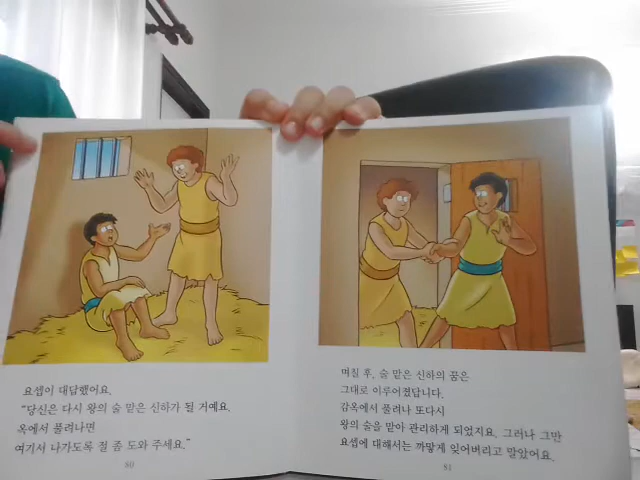 요셉이 대답했어요.
"당신은 다시 왕의 술 맡은 신하가 될 거예요.
옥에서 풀려나면
여기서 나가도록 절 좀 도와 주세요."
80
며칠 후, 술 맡은 신하의 꿈은
그대로 이루어졌답니다.
감옥에서 풀려나 또다시
왕의 술을 맡아 관리하게 되었지요. 그러나 그만
요셉에 대해서는 까맣게 잊어버리고 말았어요.
81